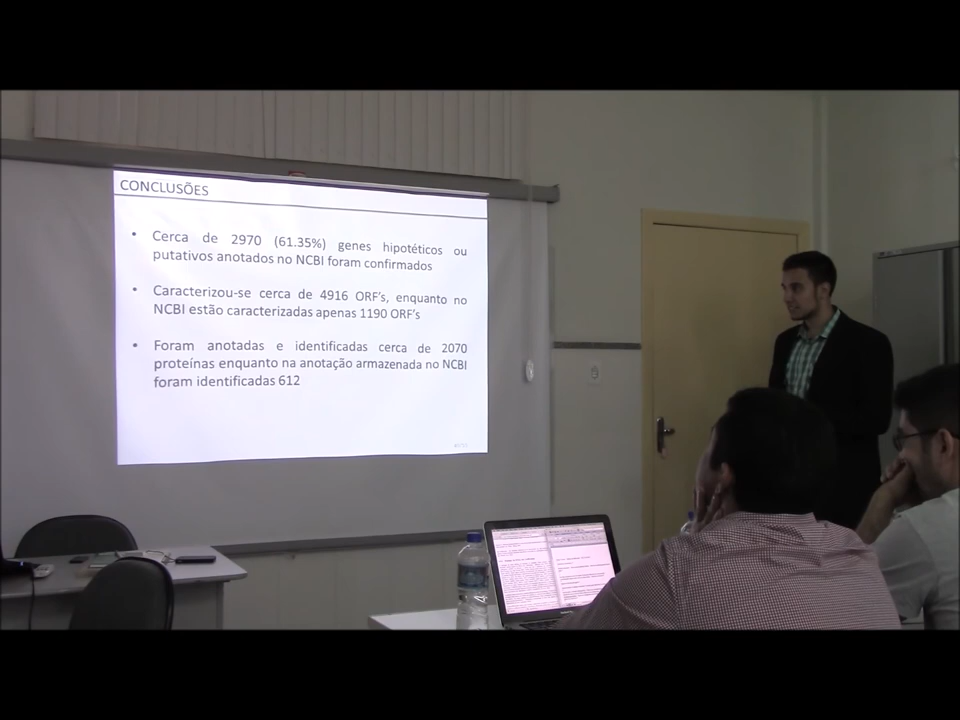 CONCLUSÕES
• Cerca de 2970 (61.35%) genes hipotéticos ou
putativos anotados no NCBI foram confirmados
• Caracterizou-se cerca de 4916 ORF's, enquanto no
NCBI estão caracterizadas apenas 1190 ORF's
• Foram anotadas e identificadas cerca de 2070
proteínas enquanto na anotação armazenada no NCBI
foram identificadas 612